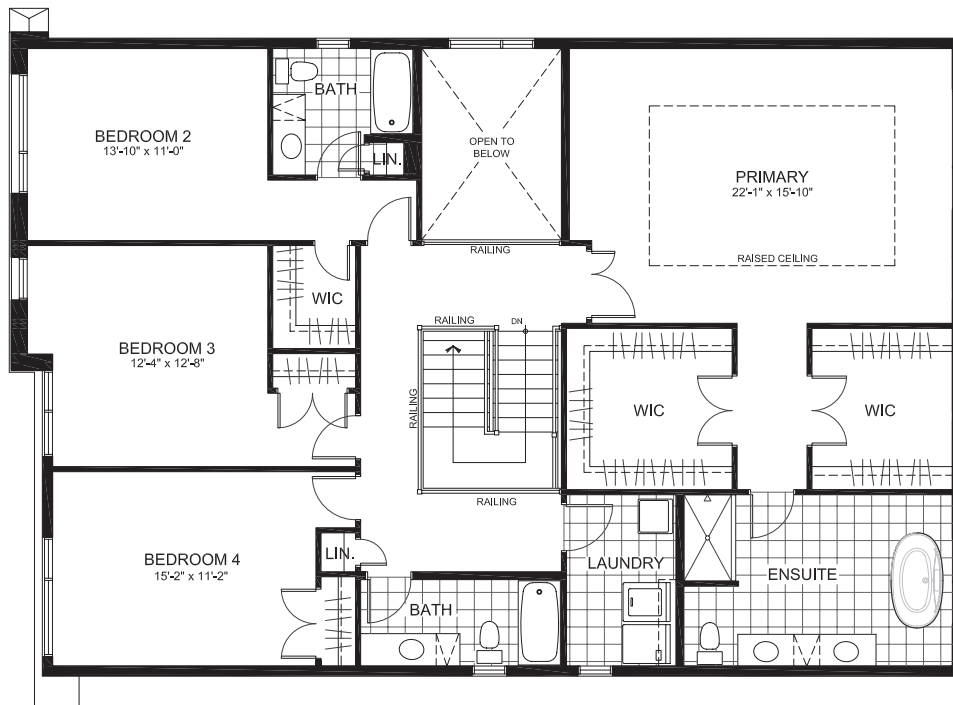 BATH
BEDROOM 2
13'-10" x 11'-0"
LIN.
OPEN TO
BELOW
PRIMARY
22'-1" x 15'-10"
RAISED CEILING
RAILING
WIC
RAILING
DN
BEDROOM 3
12'-4" x 12'-8"
RAILING
WIC
WIC
RAILING
BEDROOM 4
15'-2" x 11'-2"
LIN.
LAUNDRY
ENSUITE
BATH